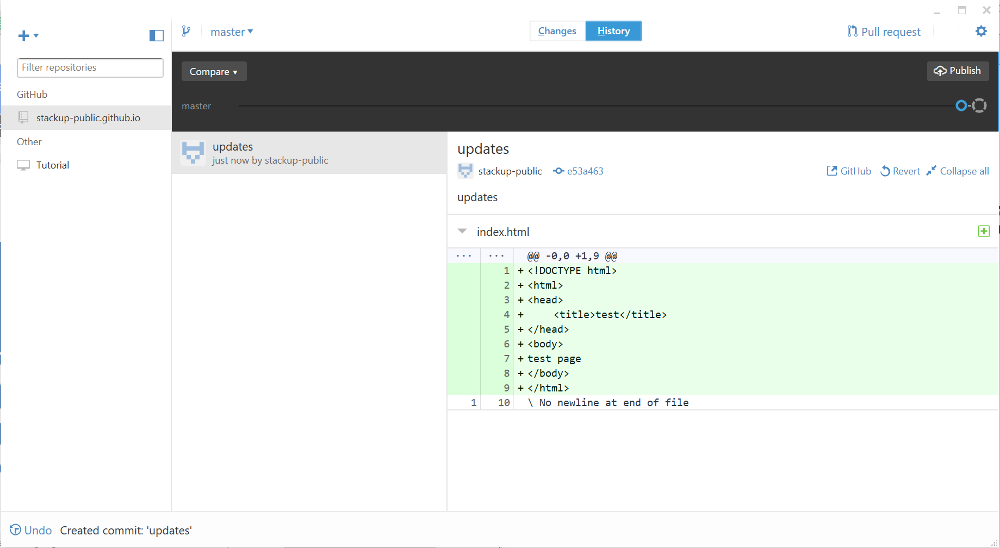 master ▾
Changes
History
Pull request
Filter repositories
Compare ▾
Publish
GitHub
master
stackup-public.github.io
Other
Tutorial
updates
just now by stackup-public
updates
stackup-public
e53a463
GitHub
Revert
Collapse all
updates
index.html
... ... @@ -0,0 +1,9 @@
1 + <!DOCTYPE html>
2 + <html>
3 + <head>
4 + <title>test</title>
5 + </head>
6 + <body>
7 + test page
8 + </body>
9 + </html>
1 10 \ No newline at end of file
Undo Created commit: 'updates'